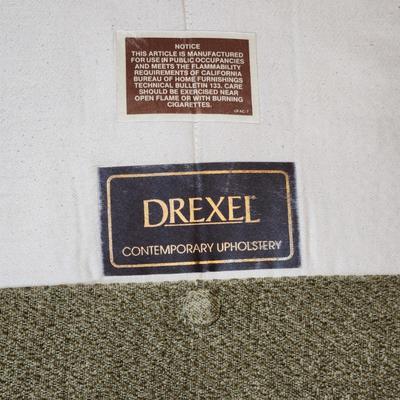 NOTICE
THIS ARTICLE IS MANUFACTURED
FOR USE IN PUBLIC OCCUPANCIES
AND MEETS THE FLAMMABILITY
REQUIREMENTS OF CALIFORNIA
BUREAU OF HOME FURNISHINGS
TECHNICAL BULLETIN 133. CARE
SHOULD BE EXERCISED NEAR
OPEN FLAME OR WITH BURNING
CIGARETTES.
DREXEL
CONTEMPORARY UPHOLSTERY